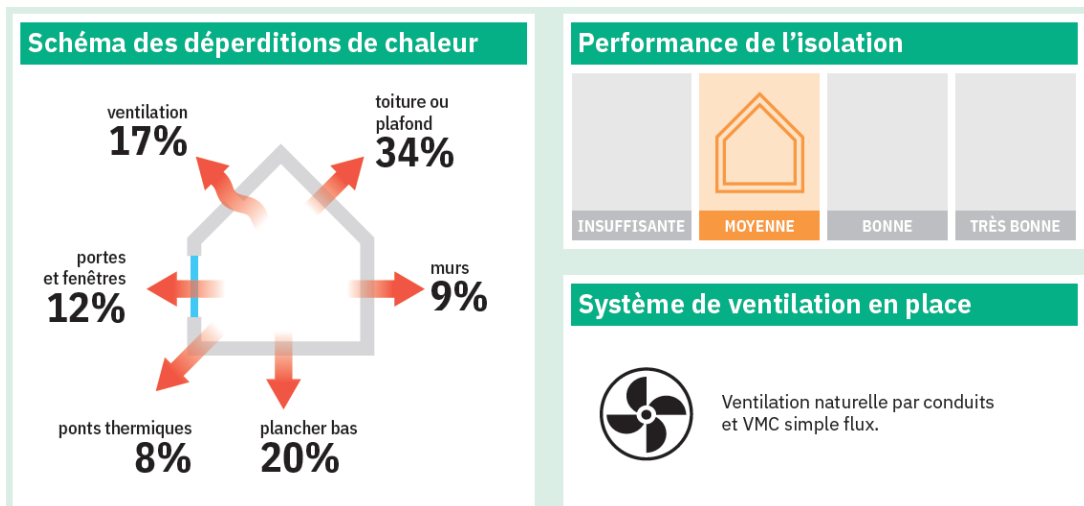 Schéma des déperditions de chaleur
ventilation
17%
toiture ou
plafond
34%
portes
et fenêtres
12%
murs
9%
ponts thermiques
8%
plancher bas
20%
Performance de l’isolation
INSUFFISANTE
MOYENNE
BONNE
TRÈS BONNE
Système de ventilation en place
Ventilation naturelle par conduits
et VMC simple flux.